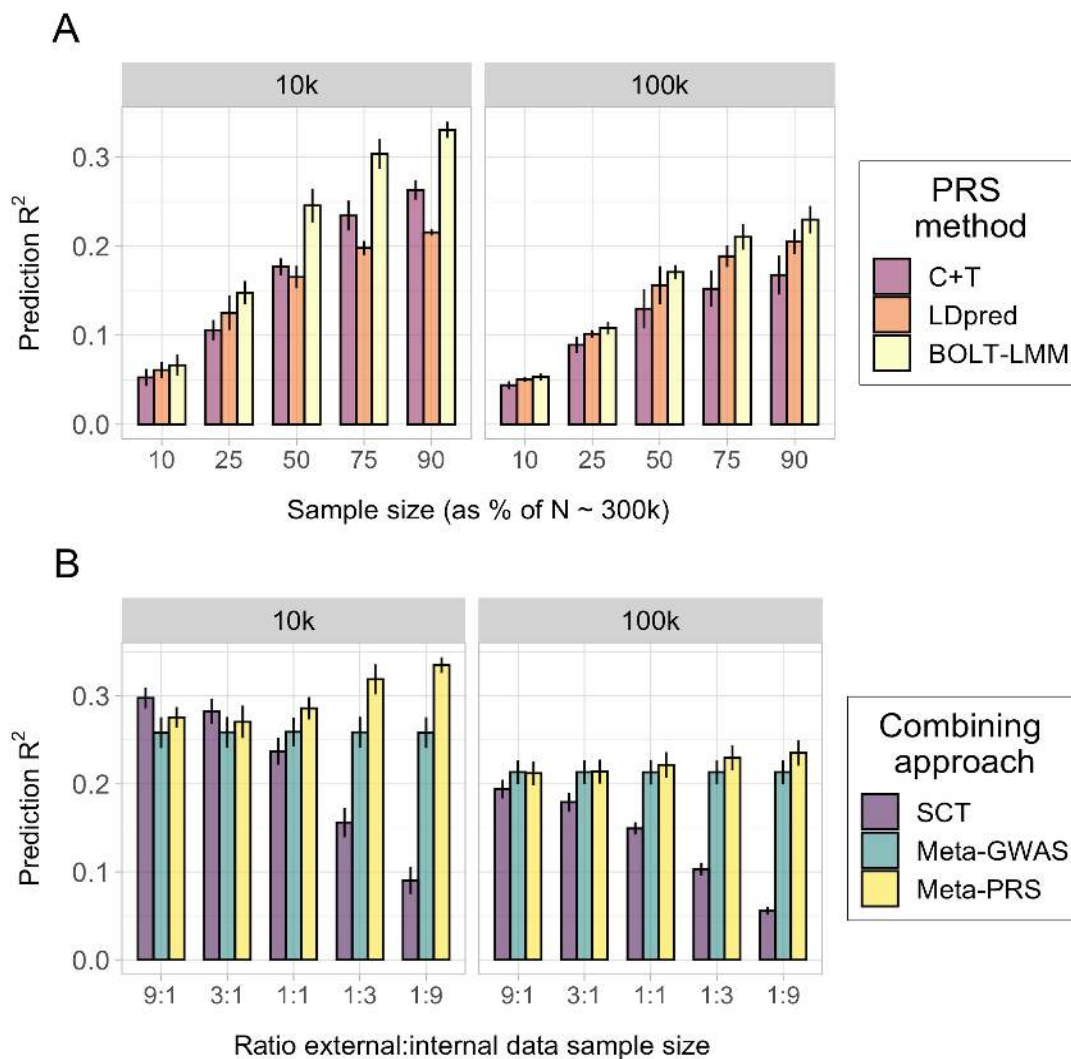 A
10k
100k
Prediction R²
0.3
0.2
0.1
0.0
10 25 50 75 90
10 25 50 75 90
Sample size (as % of N ~ 300k)
PRS
method
C+T
LDpred
BOLT-LMM
B
10k
100k
Prediction R²
0.3
0.2
0.1
0.0
9:1 3:1 1:1 1:3 1:9
9:1 3:1 1:1 1:3 1:9
Ratio external:internal data sample size
Combining
approach
SCT
Meta-GWAS
Meta-PRS